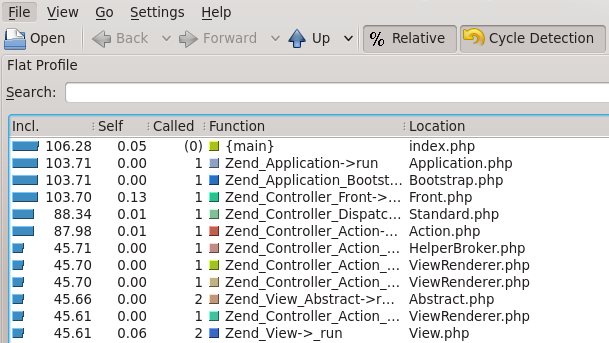 File View Go Settings Help
Open Back Forward Up % Relative Cycle Detection
Flat Profile
Search:
Incl. Self Called Function Location
106.28 0.05 (0) {main} index.php
103.71 0.00 1 Zend_Application->run Application.php
103.71 0.00 1 Zend_Application_Bootst... Bootstrap.php
103.70 0.13 1 Zend_Controller_Front->... Front.php
88.34 0.01 1 Zend_Controller_Dispatc... Standard.php
87.98 0.01 1 Zend_Controller_Action-... Action.php
45.71 0.00 1 Zend_Controller_Action_... HelperBroker.php
45.70 0.00 1 Zend_Controller_Action_... ViewRenderer.php
45.70 0.00 1 Zend_Controller_Action_... ViewRenderer.php
45.66 0.00 2 Zend_View_Abstract->r... Abstract.php
45.61 0.00 1 Zend_Controller_Action_... ViewRenderer.php
45.61 0.06 2 Zend_View->_run View.php